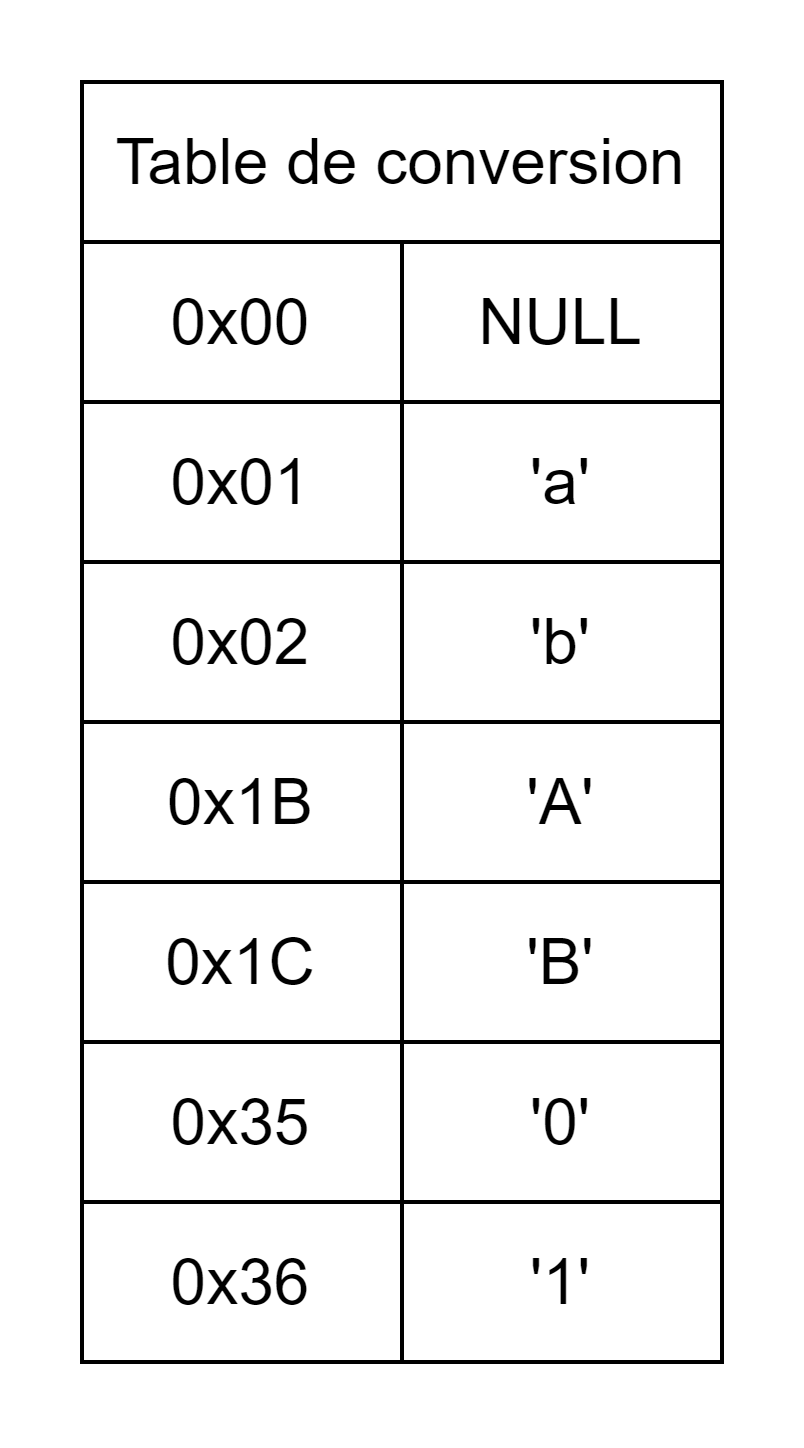 Table de conversion
0x00 NULL
0x01 'a'
0x02 'b'
0x1B 'A'
0x1C 'B'
0x35 '0'
0x36 '1'